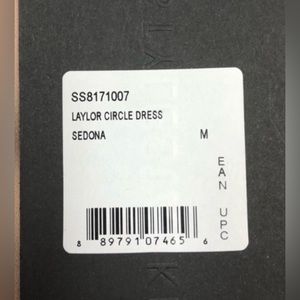 SS8171007
LAYLOR CIRCLE DRESS
SEDONA M
EAN UPC
8 89791 07465 6